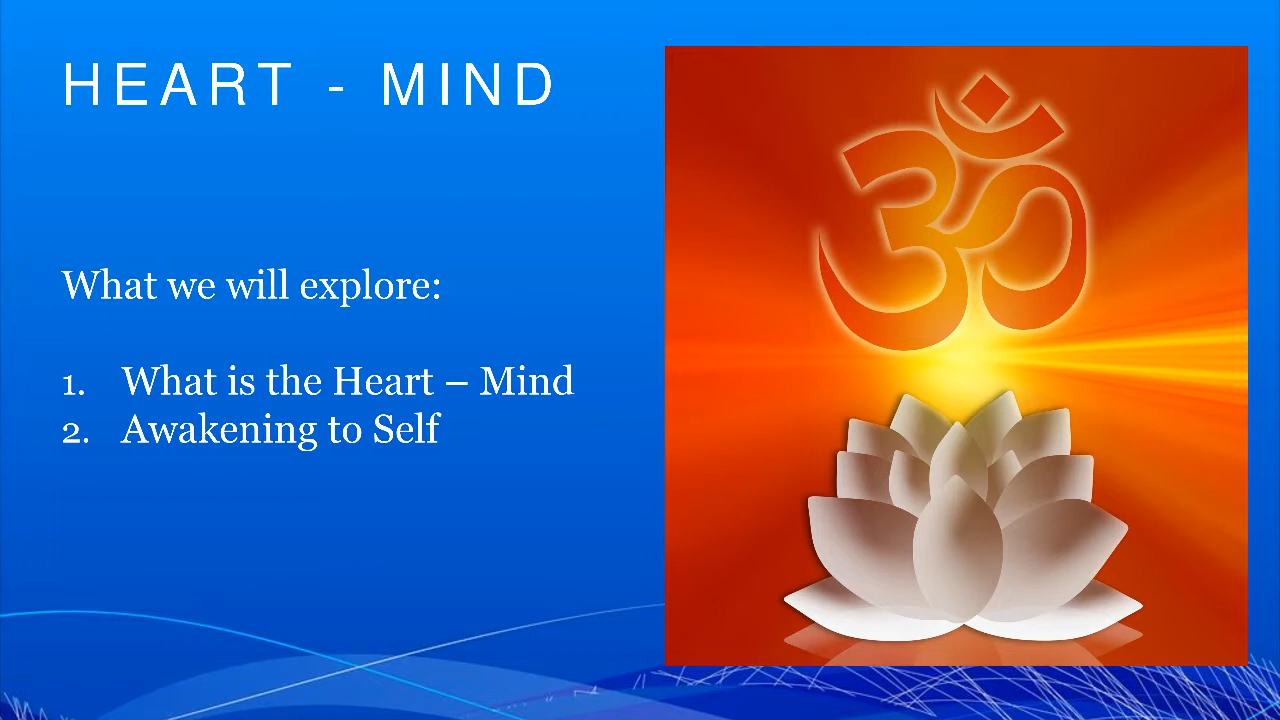 HEART - MIND
What we will explore:
1. What is the Heart – Mind
2. Awakening to Self
ॐ